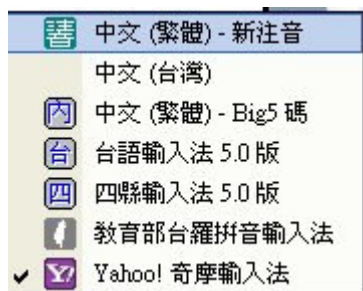 中文 (繁體) - 新注音
中文 (台灣)
內 中文 (繁體) - Big5 碼
台 台語輸入法 5.0 版
四 四縣輸入法 5.0 版
教育部台羅拼音輸入法
Y! Yahoo! 奇摩輸入法